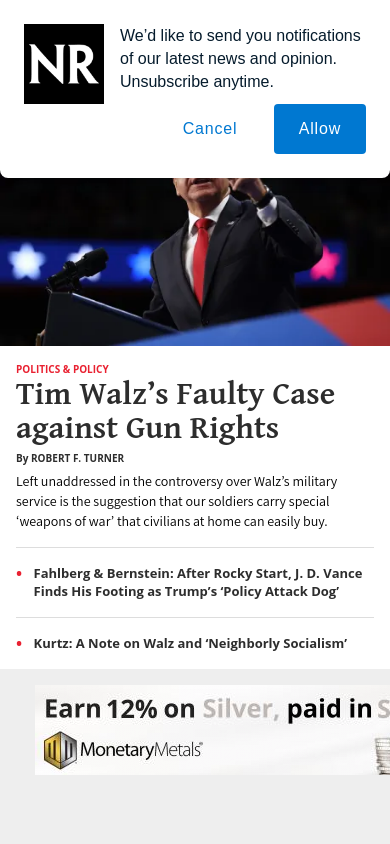 NR
We’d like to send you notifications
of our latest news and opinion.
Unsubscribe anytime.
Cancel
Allow
POLITICS & POLICY
Tim Walz’s Faulty Case
against Gun Rights
By ROBERT F. TURNER
Left unaddressed in the controversy over Walz’s military
service is the suggestion that our soldiers carry special
‘weapons of war’ that civilians at home can easily buy.
• Fahlberg & Bernstein: After Rocky Start, J. D. Vance
Finds His Footing as Trump’s ‘Policy Attack Dog’
• Kurtz: A Note on Walz and ‘Neighborly Socialism’
Earn 12% on Silver, paid in S
MonetaryMetals